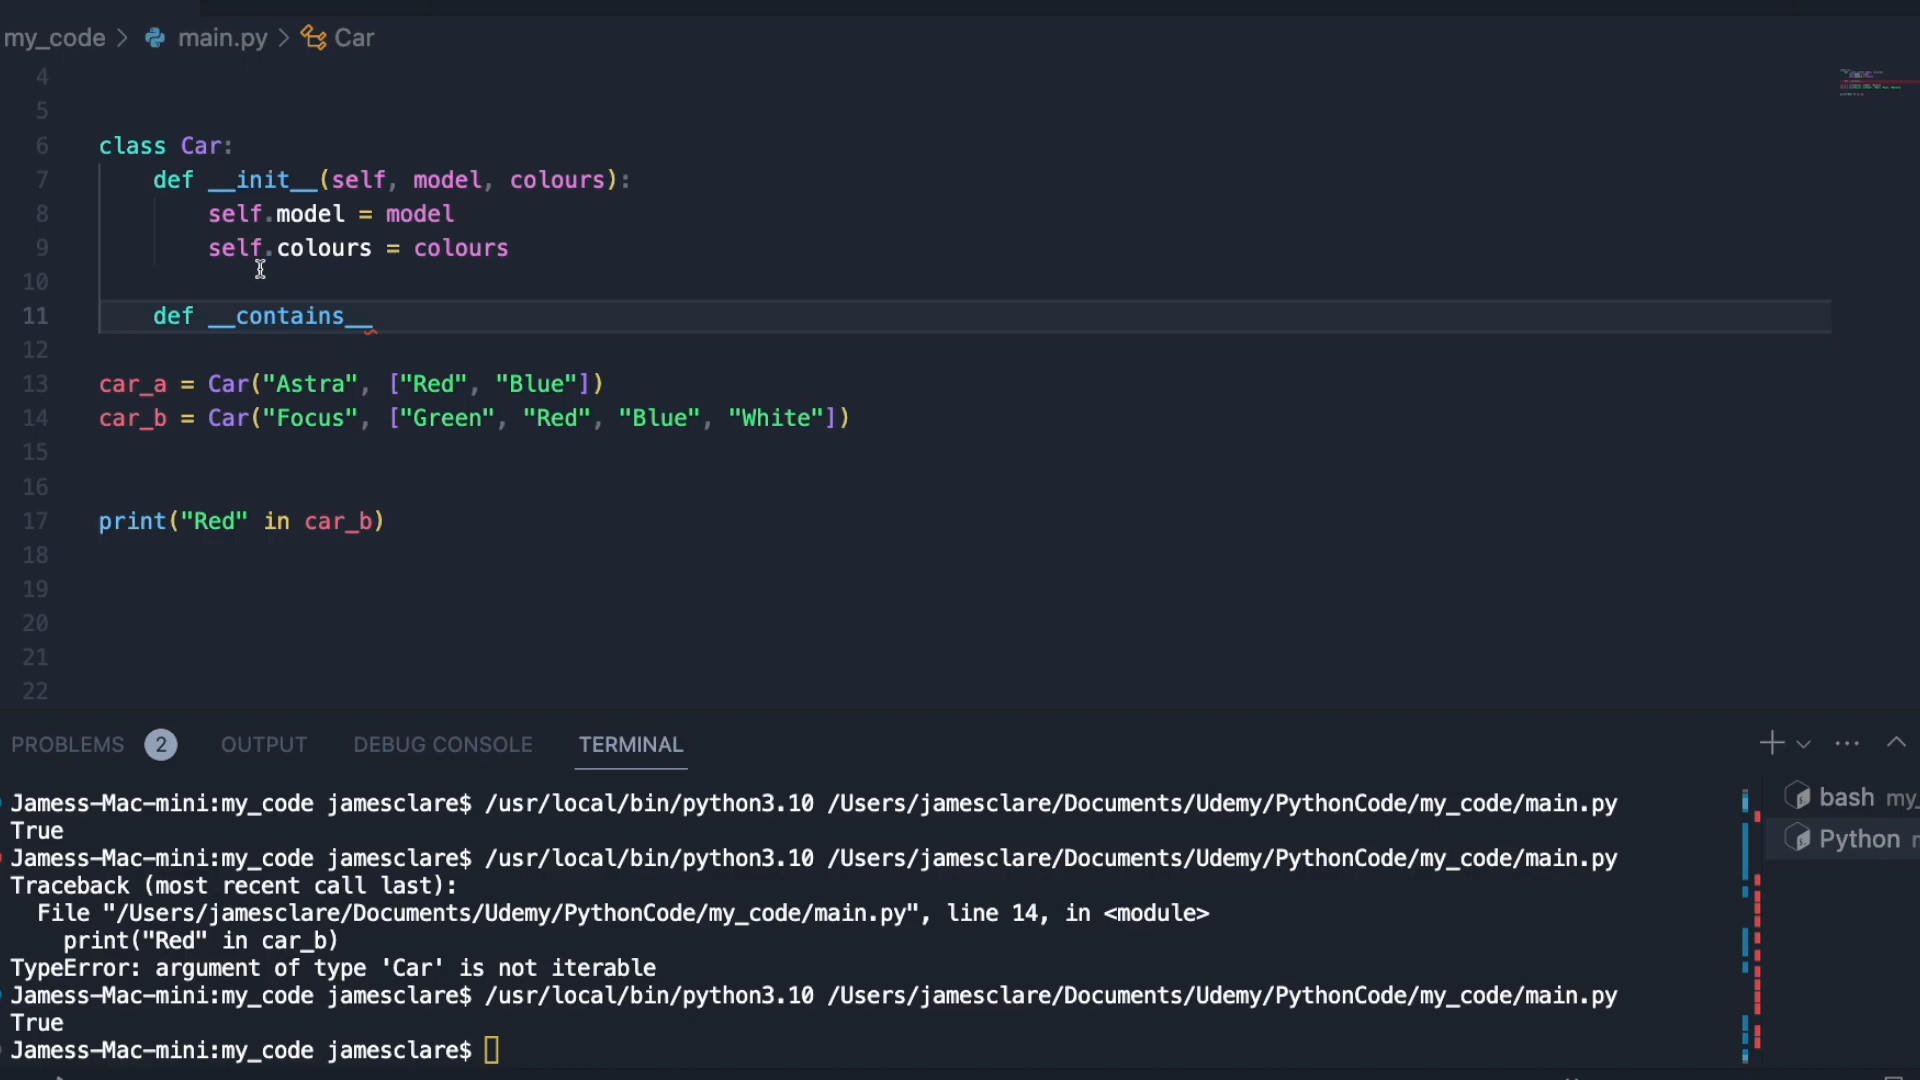 my_code > main.py > Car
4
5
6 class Car:
7 def __init__(self, model, colours):
8 self.model = model
9 self.colours = colours
10
11 def __contains__
12
13 car_a = Car("Astra", ["Red", "Blue"])
14 car_b = Car("Focus", ["Green", "Red", "Blue", "White"])
15
16
17 print("Red" in car_b)
18
19
20
21
22
PROBLEMS 2 OUTPUT DEBUG CONSOLE TERMINAL
Jamess-Mac-mini:my_code jamesclare$ /usr/local/bin/python3.10 /Users/jamesclare/Documents/Udemy/PythonCode/my_code/main.py
True
Jamess-Mac-mini:my_code jamesclare$ /usr/local/bin/python3.10 /Users/jamesclare/Documents/Udemy/PythonCode/my_code/main.py
Traceback (most recent call last):
File "/Users/jamesclare/Documents/Udemy/PythonCode/my_code/main.py", line 14, in <module>
print("Red" in car_b)
TypeError: argument of type 'Car' is not iterable
Jamess-Mac-mini:my_code jamesclare$ /usr/local/bin/python3.10 /Users/jamesclare/Documents/Udemy/PythonCode/my_code/main.py
True
Jamess-Mac-mini:my_code jamesclare$
bash my_
Python